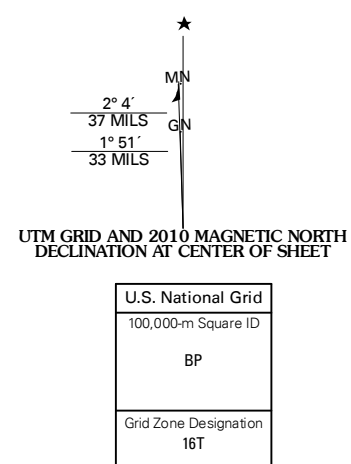 MN
2° 4´
37 MILS
GN
1° 51´
33 MILS
UTM GRID AND 2010 MAGNETIC NORTH
DECLINATION AT CENTER OF SHEET
U.S. National Grid
100,000-m Square ID
BP
Grid Zone Designation
16T